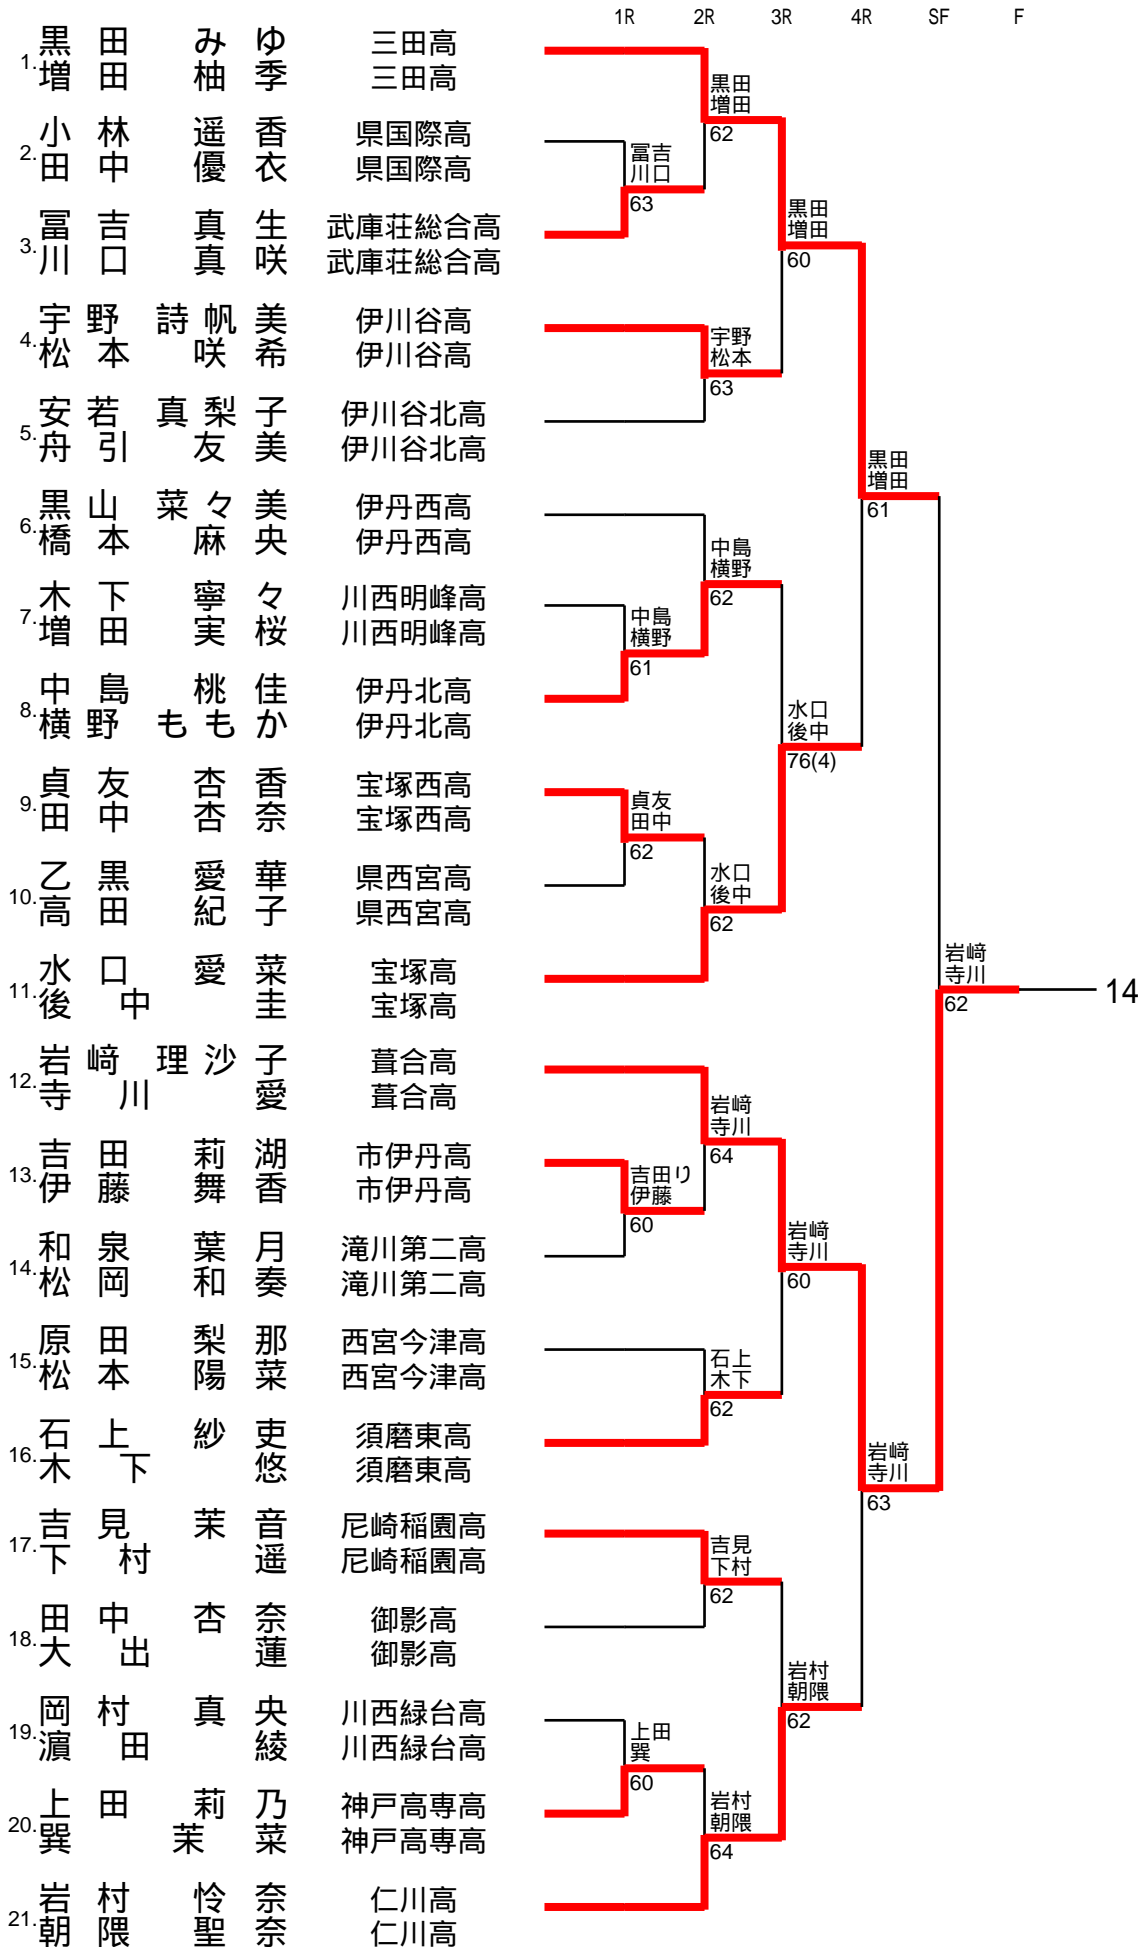 1R 2R 3R 4R SF F
1. 黒田 みゆ 三田高
増田 柚季 三田高
2. 小林 遥香 県国際高
田中 優衣 県国際高
3. 冨吉 真生 武庫荘総合高
川口 真咲 武庫荘総合高
4. 宇野 詩帆美 伊川谷高
松本 咲希 伊川谷高
5. 安若 真梨子 伊川谷北高
舟引 友美 伊川谷北高
6. 黒山 菜々美 伊丹西高
橋本 麻央 伊丹西高
7. 木下 寧々 川西明峰高
増田 実桜 川西明峰高
8. 中島 桃佳 伊丹北高
横野 ももか 伊丹北高
9. 貞友 杏香 宝塚西高
田中 杏奈 宝塚西高
10. 乙黒 愛華 県西宮高
高田 紀子 県西宮高
11. 水口 愛菜 宝塚高
後中 圭 宝塚高
12. 岩﨑 理沙子 葺合高
寺川 愛 葺合高
13. 吉田 莉湖 市伊丹高
伊藤 舞香 市伊丹高
14. 和泉 葉月 滝川第二高
松岡 和奏 滝川第二高
15. 原田 梨那 西宮今津高
松本 陽菜 西宮今津高
16. 石上 紗吏 須磨東高
木下 悠 須磨東高
17. 吉見 茉音 尼崎稲園高
下村 遥 尼崎稲園高
18. 田中 杏奈 御影高
大出 蓮 御影高
19. 岡村 真央 川西緑台高
濵田 綾 川西緑台高
20. 上田 莉乃 神戸高専高
巽 茉菜 神戸高専高
21. 岩村 怜奈 仁川高
朝隈 聖奈 仁川高
冨吉
川口
63
中島
横野
61
貞友
田中
62
吉田り
伊藤
60
上田
巽
60
黒田
増田
62
宇野
松本
63
中島
横野
62
水口
後中
62
岩﨑
寺川
64
石上
木下
62
吉見
下村
62
岩村
朝隈
64
黒田
増田
60
水口
後中
76(4)
岩﨑
寺川
60
岩村
朝隈
62
黒田
増田
61
岩﨑
寺川
63
岩﨑
寺川
62
14